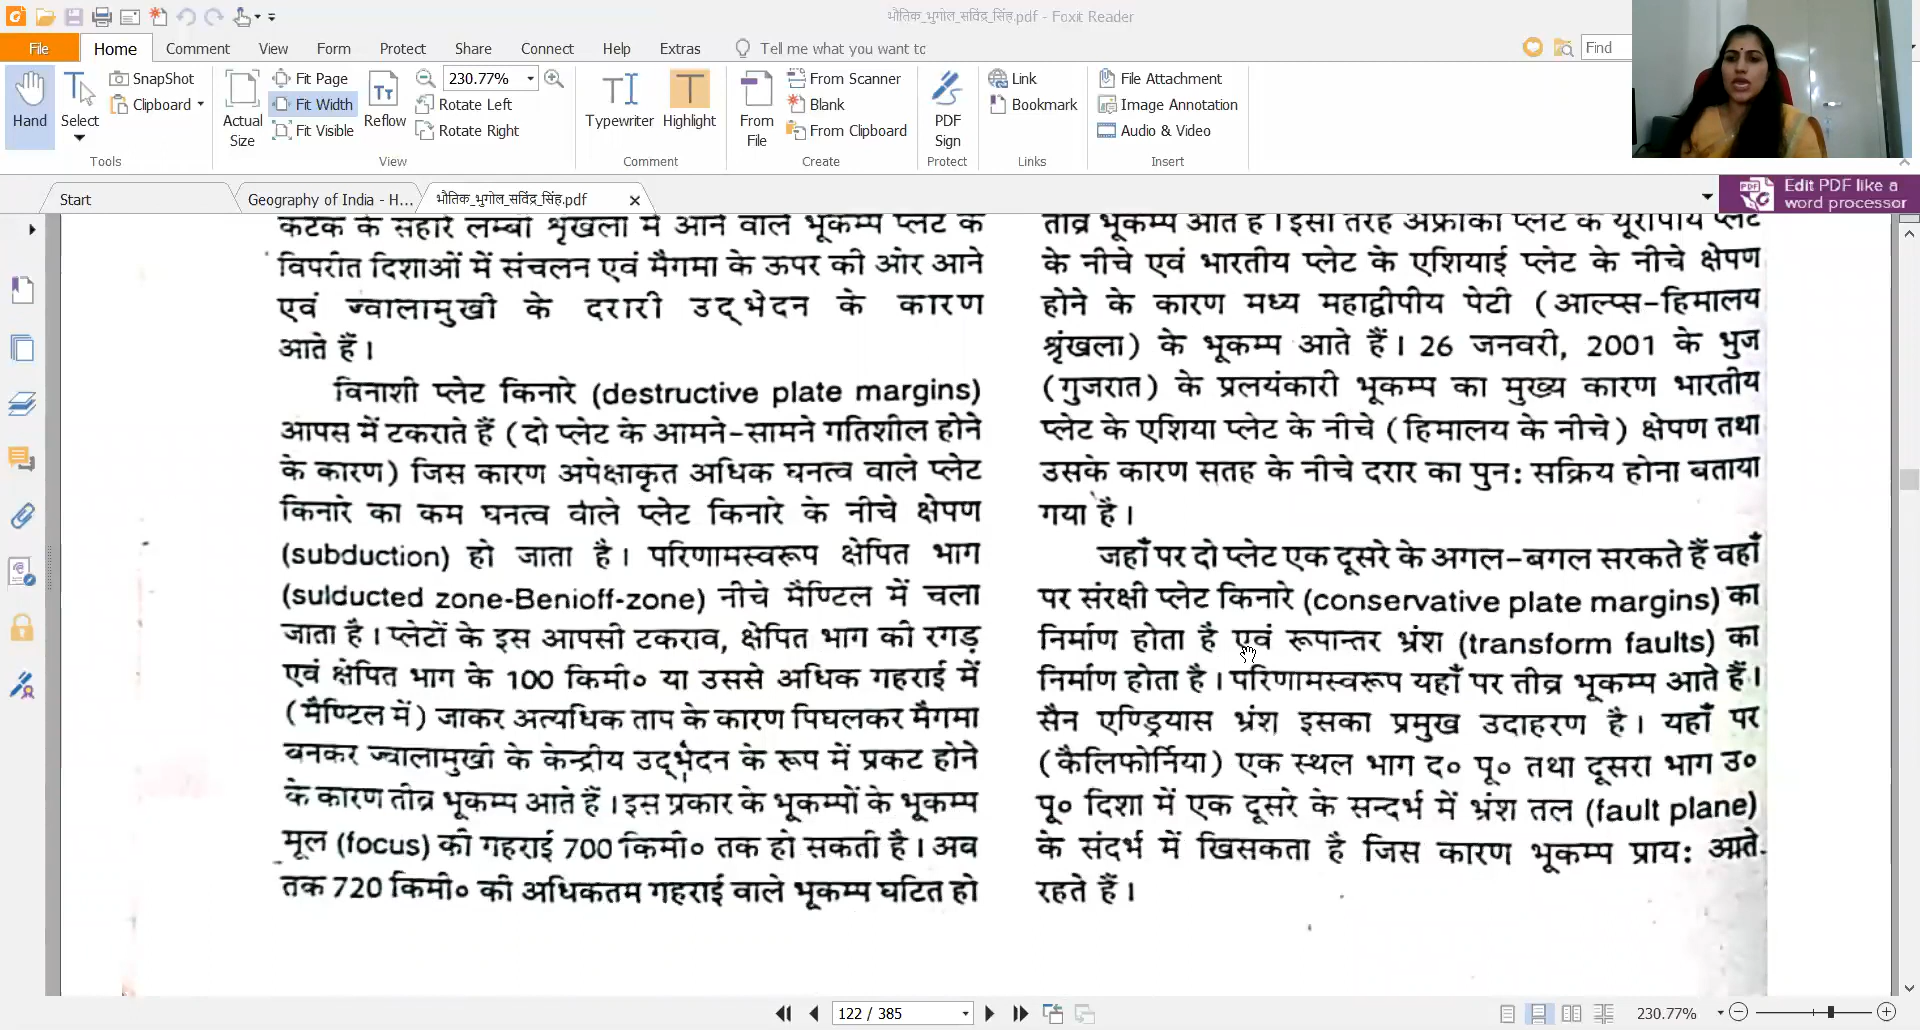 भौतिक_भुगोल_सविंद्र_सिंह.pdf - Foxit Reader
File Home Comment View Form Protect Share Connect Help Extras Tell me what you want to Find
Hand
Select
SnapShot
Clipboard
Tools
Actual Size
Fit Page
Fit Width
Fit Visible
Reflow
230.77%
Rotate Left
Rotate Right
View
Typewriter
Highlight
Comment
From File
From Scanner
Blank
From Clipboard
Create
PDF Sign
Protect
Link
Bookmark
Links
File Attachment
Image Annotation
Audio & Video
Insert
Start
Geography of India - H...
भौतिक_भुगोल_सविंद्र_सिंह.pdf
Edit PDF like a
word processor
कटक के सहारे लम्बी श्रृंखला में आने वाले भूकम्प प्लेट के
विपरीत दिशाओं में संचलन एवं मैगमा के ऊपर की ओर आने
एवं ज्वालामुखी के दरारी उद्भेदन के कारण
आते हैं।
विनाशी प्लेट किनारे (destructive plate margins)
आपस में टकराते हैं (दो प्लेट के आमने-सामने गतिशील होने
के कारण) जिस कारण अपेक्षाकृत अधिक घनत्व वाले प्लेट
किनारे का कम घनत्व वाले प्लेट किनारे के नीचे क्षेपण
(subduction) हो जाता है। परिणामस्वरूप क्षेपित भाग
(sulducted zone-Benioff-zone) नीचे मैण्टिल में चला
जाता है। प्लेटों के इस आपसी टकराव, क्षेपित भाग की रगड़
एवं क्षेपित भाग के 100 किमी० या उससे अधिक गहराई में
(मैण्टिल में) जाकर अत्यधिक ताप के कारण पिघलकर मैगमा
बनकर ज्वालामुखी के केन्द्रीय उद्भेदन के रूप में प्रकट होने
के कारण तीव्र भूकम्प आते हैं। इस प्रकार के भूकम्पों के भूकम्प
मूल (focus) की गहराई 700 किमी० तक हो सकती है। अब
तक 720 किमी० की अधिकतम गहराई वाले भूकम्प घटित हो
तीव्र भूकम्प आते हैं। इसी तरह अफ्रीकी प्लेट के यूरोपीय प्लेट
के नीचे एवं भारतीय प्लेट के एशियाई प्लेट के नीचे क्षेपण
होने के कारण मध्य महाद्वीपीय पेटी (आल्प्स-हिमालय
श्रृंखला) के भूकम्प आते हैं। 26 जनवरी, 2001 के भुज
(गुजरात) के प्रलयंकारी भूकम्प का मुख्य कारण भारतीय
प्लेट के एशिया प्लेट के नीचे (हिमालय के नीचे) क्षेपण तथा
उसके कारण सतह के नीचे दरार का पुन: सक्रिय होना बताया
गया है।
जहाँ पर दो प्लेट एक दूसरे के अगल-बगल सरकते हैं वहाँ
पर संरक्षी प्लेट किनारे (conservative plate margins) का
निर्माण होता है एवं रूपान्तर भ्रंश (transform faults) का
निर्माण होता है। परिणामस्वरूप यहाँ पर तीव्र भूकम्प आते हैं।
सैन एण्ड्रियास भ्रंश इसका प्रमुख उदाहरण है। यहाँ पर
(कैलिफोर्निया) एक स्थल भाग द० पू० तथा दूसरा भाग उ०
पू० दिशा में एक दूसरे के सन्दर्भ में भ्रंश तल (fault plane)
के संदर्भ में खिसकता है जिस कारण भूकम्प प्राय: आते
रहते हैं।
122 / 385
230.77%